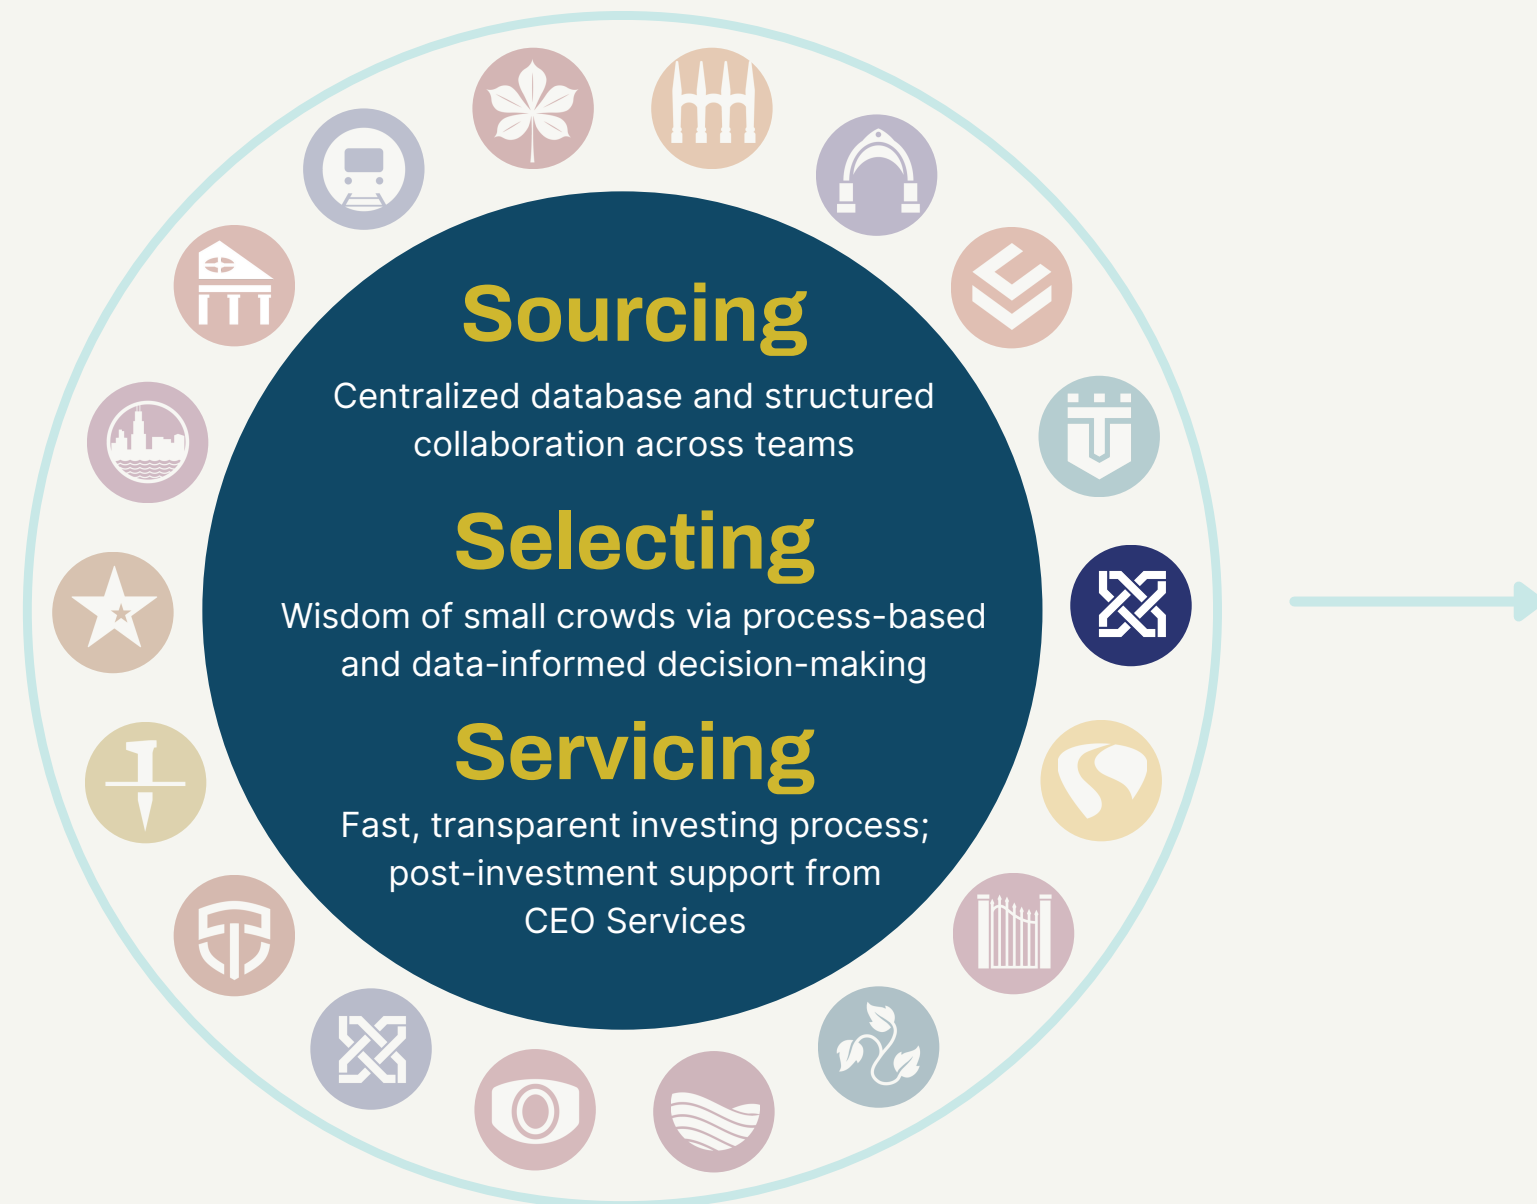 Sourcing
Centralized database and structured
collaboration across teams
Selecting
Wisdom of small crowds via process-based
and data-informed decision-making
Servicing
Fast, transparent investing process;
post-investment support from
CEO Services